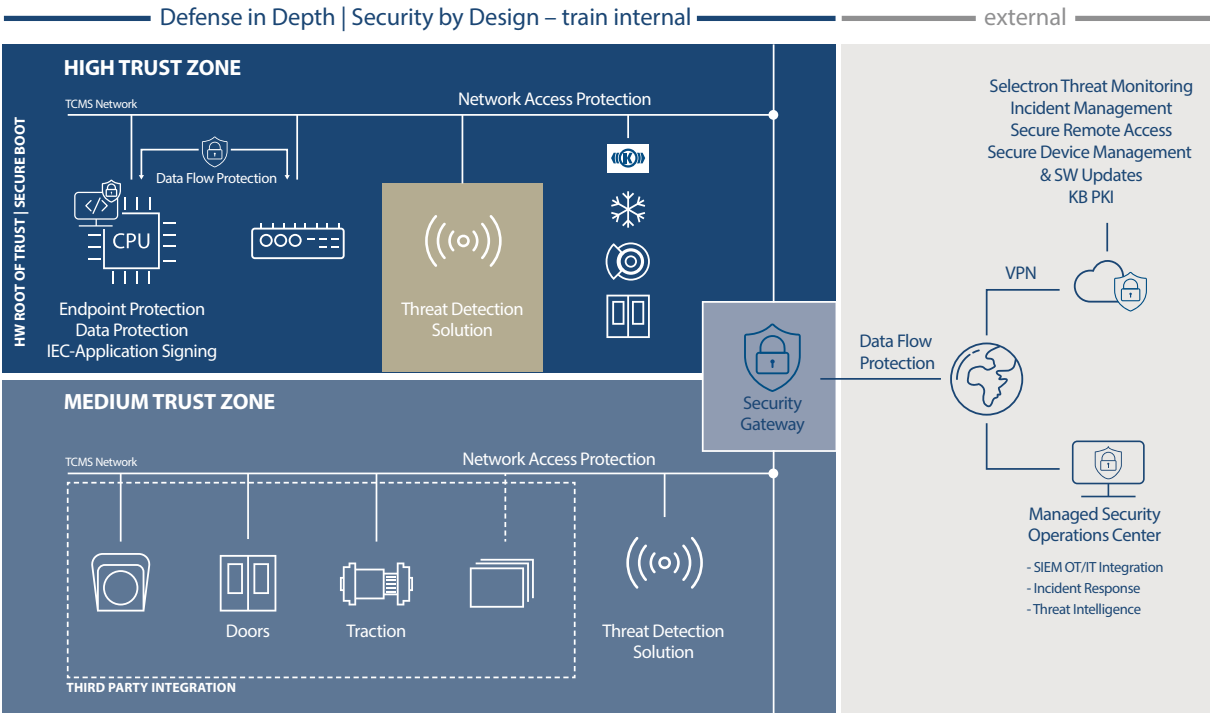 Defense in Depth | Security by Design – train internal
external
HIGH TRUST ZONE
TCMS Network
Network Access Protection
HW ROOT OF TRUST | SECURE BOOT
Data Flow Protection
</>
CPU
K
Endpoint Protection
Data Protection
IEC-Application Signing
Threat Detection
Solution
Security
Gateway
MEDIUM TRUST ZONE
TCMS Network
Network Access Protection
Doors
Traction
Threat Detection
Solution
THIRD PARTY INTEGRATION
Selectron Threat Monitoring
Incident Management
Secure Remote Access
Secure Device Management
& SW Updates
KB PKI
VPN
Data Flow
Protection
Managed Security
Operations Center
- SIEM OT/IT Integration
- Incident Response
- Threat Intelligence